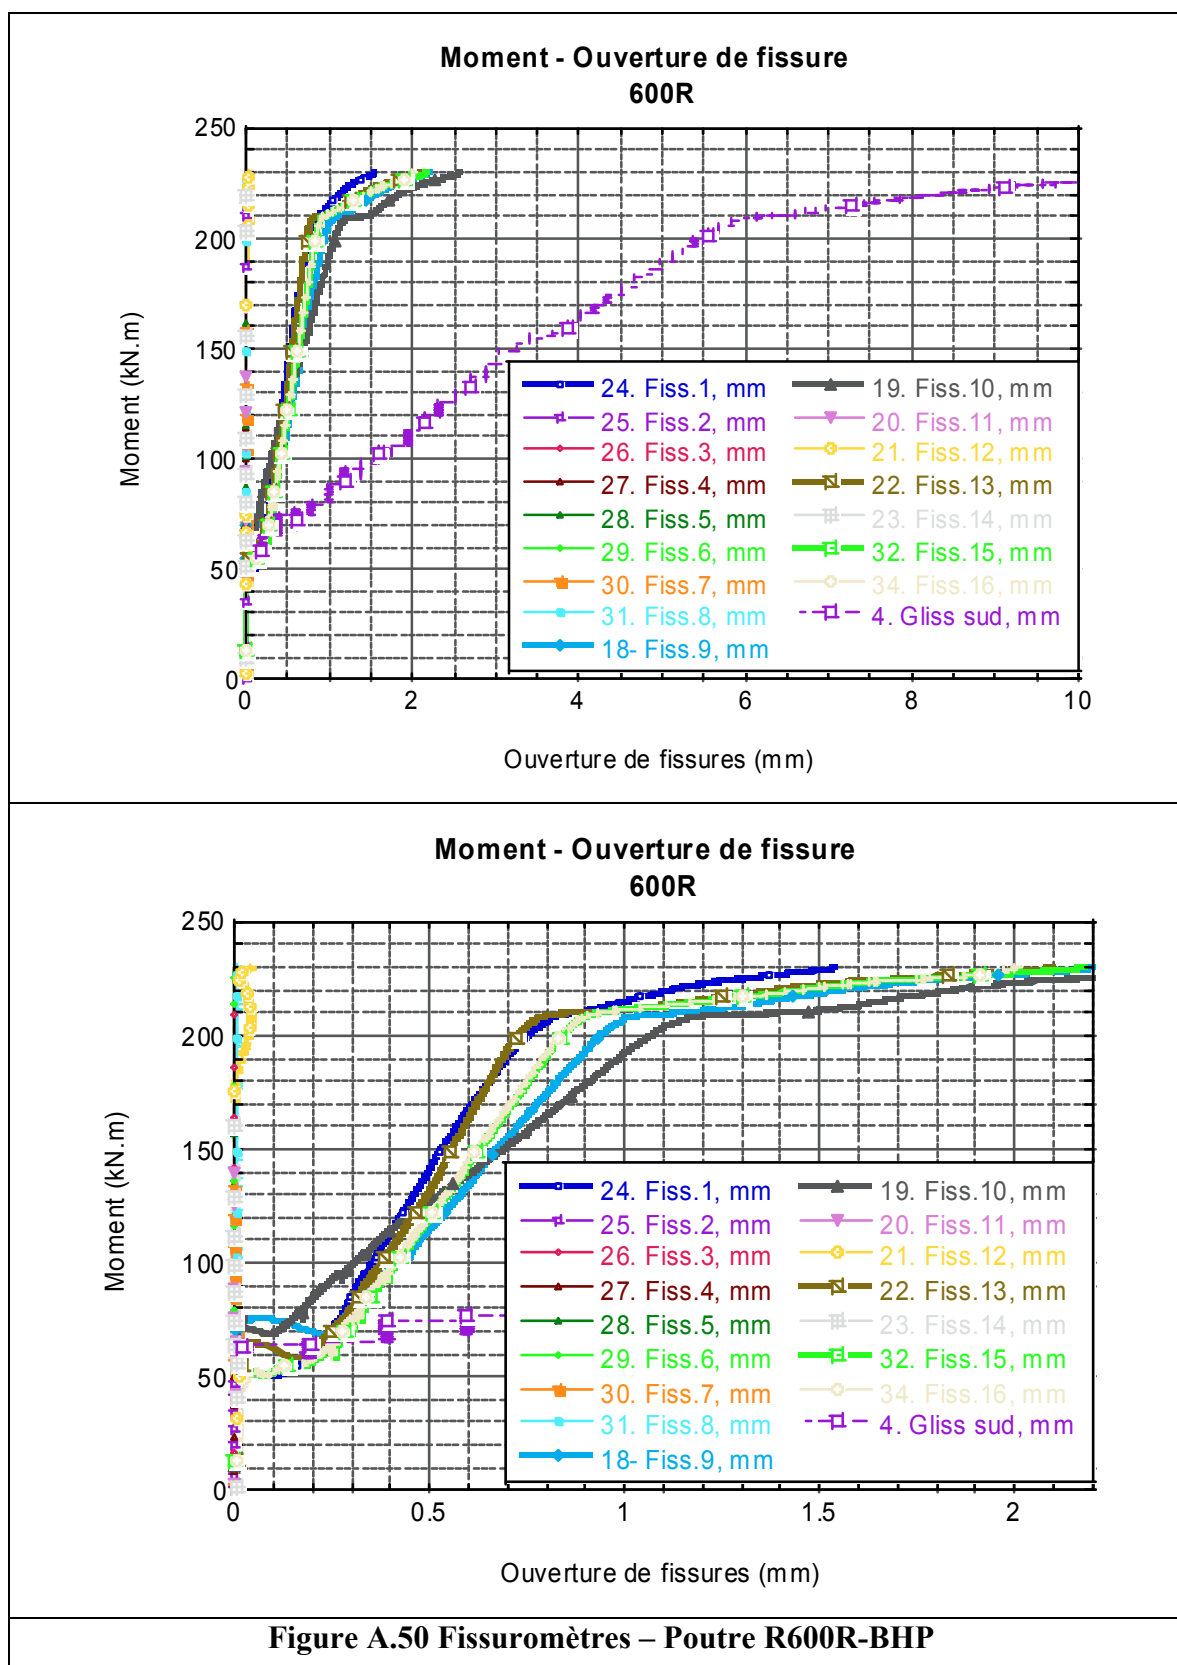 Moment - Ouverture de fissure
600R
250
200
150
100
50
0
Moment (kN.m)
24. Fiss.1, mm
25. Fiss.2, mm
26. Fiss.3, mm
27. Fiss.4, mm
28. Fiss.5, mm
29. Fiss.6, mm
30. Fiss.7, mm
31. Fiss.8, mm
18- Fiss.9, mm
19. Fiss.10, mm
20. Fiss.11, mm
21. Fiss.12, mm
22. Fiss.13, mm
23. Fiss.14, mm
32. Fiss.15, mm
34. Fiss.16, mm
4. Gliss sud, mm
0 2 4 6 8 10
Ouverture de fissures (mm)
Moment - Ouverture de fissure
600R
250
200
150
100
50
0
Moment (kN.m)
24. Fiss.1, mm
25. Fiss.2, mm
26. Fiss.3, mm
27. Fiss.4, mm
28. Fiss.5, mm
29. Fiss.6, mm
30. Fiss.7, mm
31. Fiss.8, mm
18- Fiss.9, mm
19. Fiss.10, mm
20. Fiss.11, mm
21. Fiss.12, mm
22. Fiss.13, mm
23. Fiss.14, mm
32. Fiss.15, mm
34. Fiss.16, mm
4. Gliss sud, mm
0 0.5 1 1.5 2
Ouverture de fissures (mm)
Figure A.50 Fissuromètres – Poutre R600R-BHP